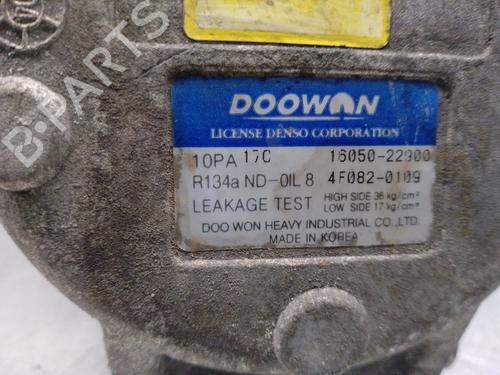 B-PARTS
DOOWON
LICENSE DENSO CORPORATION
10PA 17C 16050-22900
R134a ND-OIL 8 4F082-0109
LEAKAGE TEST HIGH SIDE 36 kg/cm²
LOW SIDE 17 kg/cm²
DOO WON HEAVY INDUSTRIAL CO.,LTD.
MADE IN KOREA